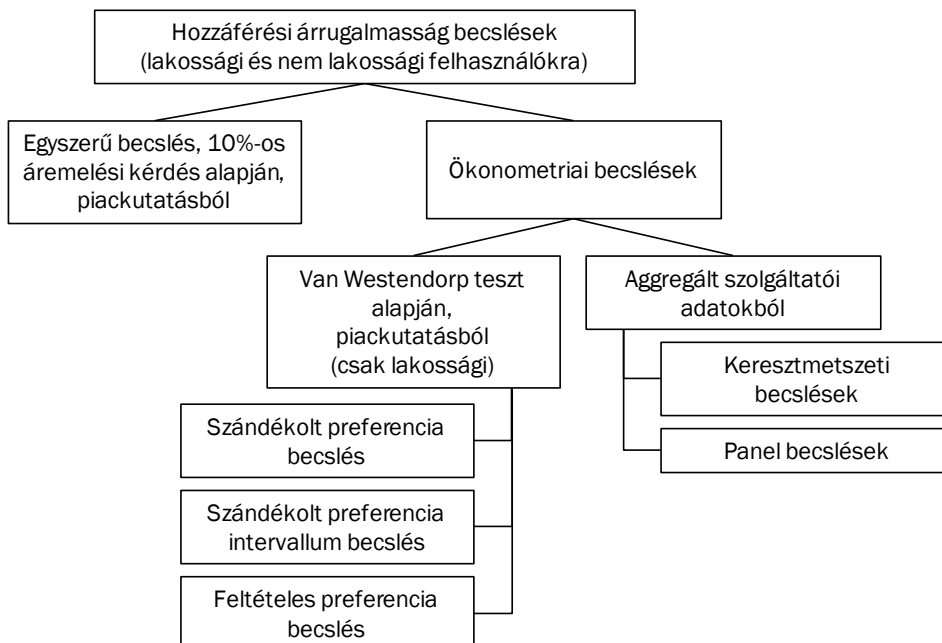 Hozzáférési árrugalmasság becslések
(lakossági és nem lakossági felhasználókra)
Egyszerű becslés, 10%-os
áremelési kérdés alapján,
piackutatásból
Ökonometriai becslések
Van Westendorp teszt
alapján,
piackutatásból
(csak lakossági)
Szándékolt preferencia
becslés
Szándékolt preferencia
intervallum becslés
Feltételes preferencia
becslés
Aggregált szolgáltatói
adatokból
Keresztmetszeti
becslések
Panel becslések